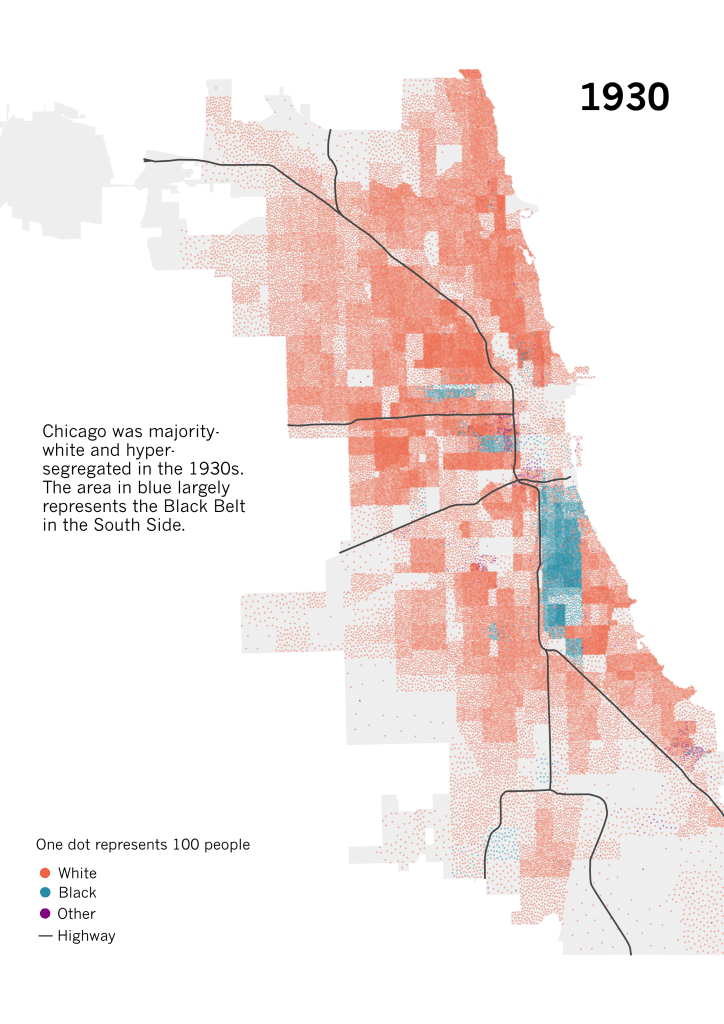 1930
Chicago was majority-
white and hyper-
segregated in the 1930s.
The area in blue largely
represents the Black Belt
in the South Side.
One dot represents 100 people
White
Black
Other
Highway